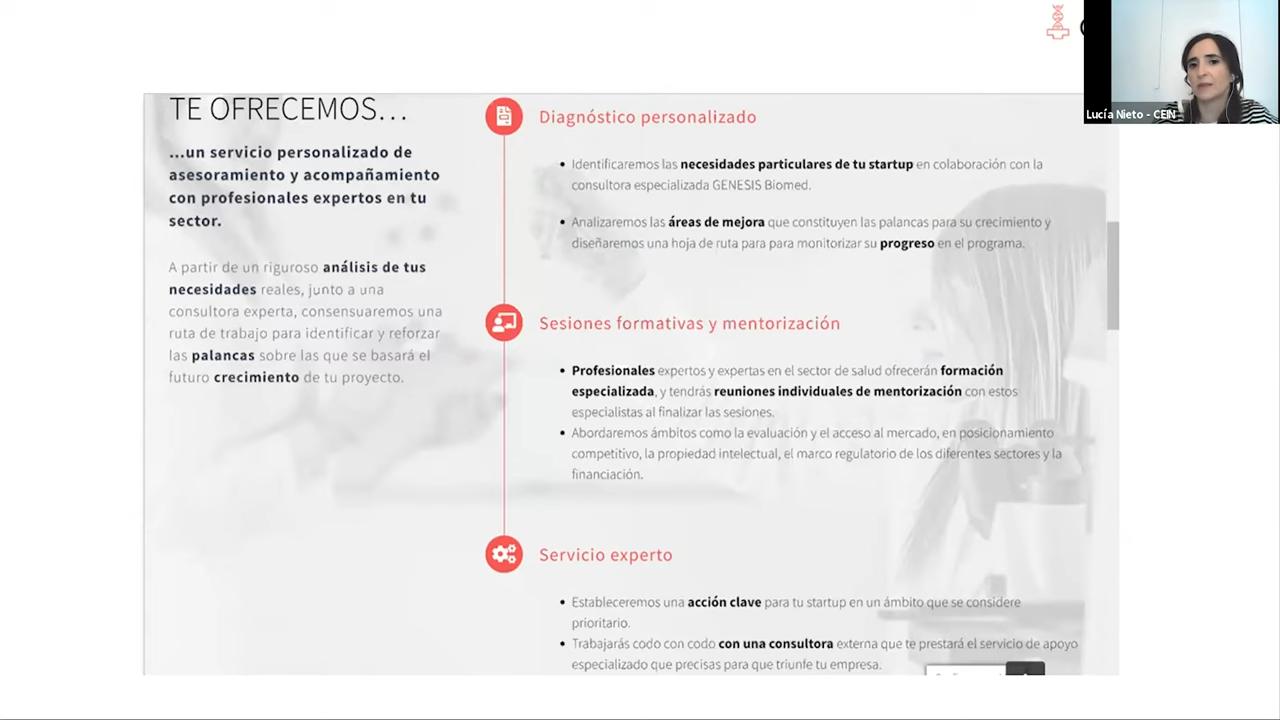 TE OFRECEMOS...
...un servicio personalizado de
asesoramiento y acompañamiento
con profesionales expertos en tu
sector.
A partir de un riguroso análisis de tus
necesidades reales, junto a una
consultora experta, consensuaremos una
ruta de trabajo para identificar y reforzar
las palancas sobre las que se basará el
futuro crecimiento de tu proyecto.
Diagnóstico personalizado
• Identificaremos las necesidades particulares de tu startup en colaboración con la
consultora especializada GENESIS Biomed.
• Analizaremos las áreas de mejora que constituyen las palancas para su crecimiento y
diseñaremos una hoja de ruta para para monitorizar su progreso en el programa.
Sesiones formativas y mentorización
• Profesionales expertos y expertas en el sector de salud ofrecerán formación
especializada, y tendrás reuniones individuales de mentorización con estos
especialistas al finalizar las sesiones.
• Abordaremos ámbitos como la evaluación y el acceso al mercado, en posicionamiento
competitivo, la propiedad intelectual, el marco regulatorio de los diferentes sectores y la
financiación.
Servicio experto
• Estableceremos una acción clave para tu startup en un ámbito que se considere
prioritario.
• Trabajarás codo con codo con una consultora externa que te prestará el servicio de apoyo
especializado que precisas para que triunfe tu empresa.
Lucía Nieto - CEIN